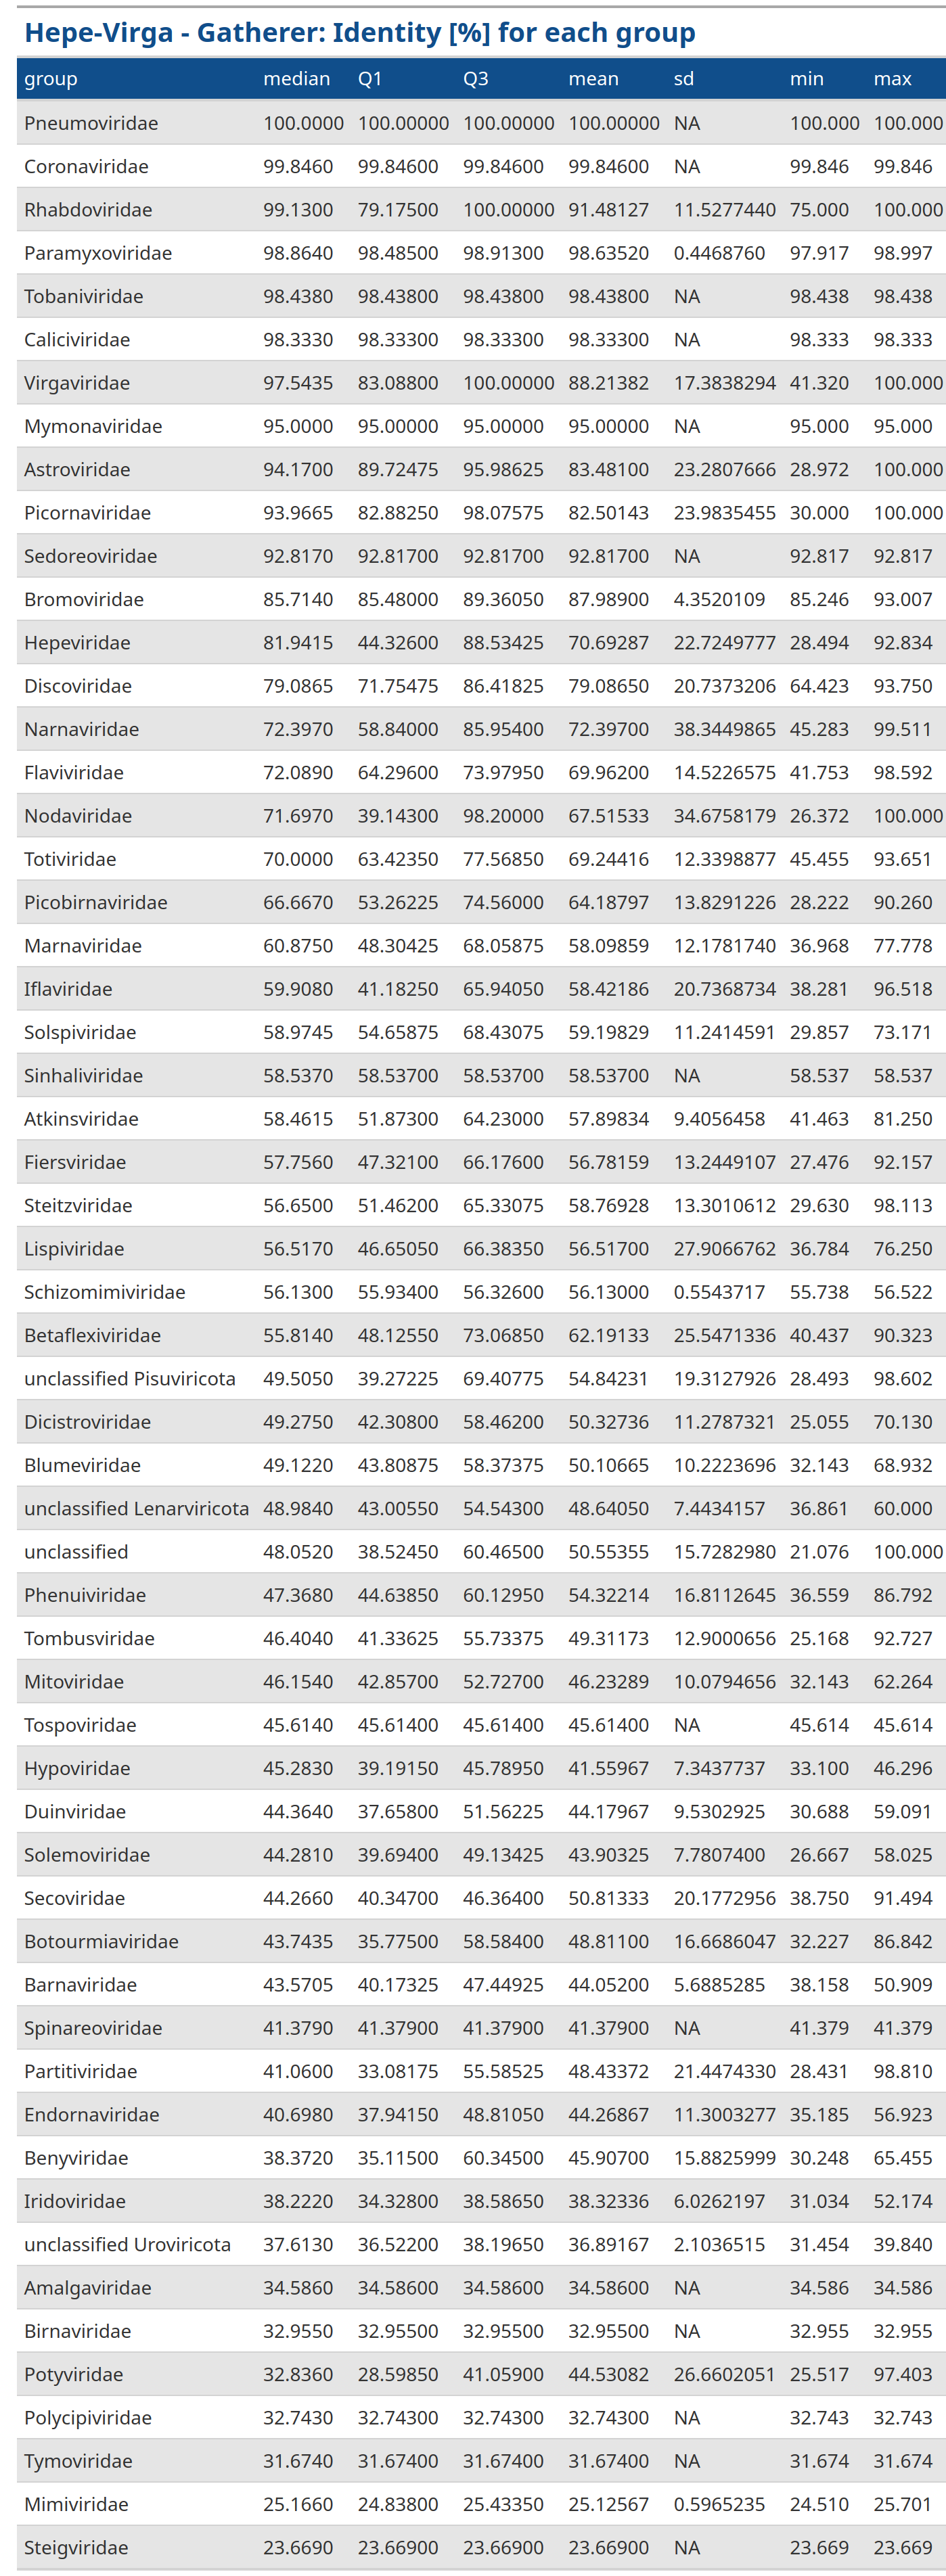 Hepe-Virga - Gatherer: Identity [%] for each group
group median Q1 Q3 mean sd min max
Pneumoviridae 100.0000 100.00000 100.00000 100.00000 NA 100.000 100.000
Coronaviridae 99.8460 99.84600 99.84600 99.84600 NA 99.846 99.846
Rhabdoviridae 99.1300 79.17500 100.00000 91.48127 11.5277440 75.000 100.000
Paramyxoviridae 98.8640 98.48500 98.91300 98.63520 0.4468760 97.917 98.997
Tobaniviridae 98.4380 98.43800 98.43800 98.43800 NA 98.438 98.438
Caliciviridae 98.3330 98.33300 98.33300 98.33300 NA 98.333 98.333
Virgaviridae 97.5435 83.08800 100.00000 88.21382 17.3838294 41.320 100.000
Mymonaviridae 95.0000 95.00000 95.00000 95.00000 NA 95.000 95.000
Astroviridae 94.1700 89.72475 95.98625 83.48100 23.2807666 28.972 100.000
Picornaviridae 93.9665 82.88250 98.07575 82.50143 23.9835455 30.000 100.000
Sedoreoviridae 92.8170 92.81700 92.81700 92.81700 NA 92.817 92.817
Bromoviridae 85.7140 85.48000 89.36050 87.98900 4.3520109 85.246 93.007
Hepeviridae 81.9415 44.32600 88.53425 70.69287 22.7249777 28.494 92.834
Discoviridae 79.0865 71.75475 86.41825 79.08650 20.7373206 64.423 93.750
Narnaviridae 72.3970 58.84000 85.95400 72.39700 38.3449865 45.283 99.511
Flaviviridae 72.0890 64.29600 73.97950 69.96200 14.5226575 41.753 98.592
Nodaviridae 71.6970 39.14300 98.20000 67.51533 34.6758179 26.372 100.000
Totiviridae 70.0000 63.42350 77.56850 69.24416 12.3398877 45.455 93.651
Picobirnaviridae 66.6670 53.26225 74.56000 64.18797 13.8291226 28.222 90.260
Marnaviridae 60.8750 48.30425 68.05875 58.09859 12.1781740 36.968 77.778
Iflaviridae 59.9080 41.18250 65.94050 58.42186 20.7368734 38.281 96.518
Solspiviridae 58.9745 54.65875 68.43075 59.19829 11.2414591 29.857 73.171
Sinhaliviridae 58.5370 58.53700 58.53700 58.53700 NA 58.537 58.537
Atkinsviridae 58.4615 51.87300 64.23000 57.89834 9.4056458 41.463 81.250
Fiersviridae 57.7560 47.32100 66.17600 56.78159 13.2449107 27.476 92.157
Steitzviridae 56.6500 51.46200 65.33075 58.76928 13.3010612 29.630 98.113
Lispiviridae 56.5170 46.65050 66.38350 56.51700 27.9066762 36.784 76.250
Schizomimiviridae 56.1300 55.93400 56.32600 56.13000 0.5543717 55.738 56.522
Betaflexiviridae 55.8140 48.12550 73.06850 62.19133 25.5471336 40.437 90.323
unclassified Pisuviricota 49.5050 39.27225 69.40775 54.84231 19.3127926 28.493 98.602
Dicistroviridae 49.2750 42.30800 58.46200 50.32736 11.2787321 25.055 70.130
Blumeviridae 49.1220 43.80875 58.37375 50.10665 10.2223696 32.143 68.932
unclassified Lenarviricota 48.9840 43.00550 54.54300 48.64050 7.4434157 36.861 60.000
unclassified 48.0520 38.52450 60.46500 50.55355 15.7282980 21.076 100.000
Phenuiviridae 47.3680 44.63850 60.12950 54.32214 16.8112645 36.559 86.792
Tombusviridae 46.4040 41.33625 55.73375 49.31173 12.9000656 25.168 92.727
Mitoviridae 46.1540 42.85700 52.72700 46.23289 10.0794656 32.143 62.264
Tospoviridae 45.6140 45.61400 45.61400 45.61400 NA 45.614 45.614
Hypoviridae 45.2830 39.19150 45.78950 41.55967 7.3437737 33.100 46.296
Duinviridae 44.3640 37.65800 51.56225 44.17967 9.5302925 30.688 59.091
Solemoviridae 44.2810 39.69400 49.13425 43.90325 7.7807400 26.667 58.025
Secoviridae 44.2660 40.34700 46.36400 50.81333 20.1772956 38.750 91.494
Botourmiaviridae 43.7435 35.77500 58.58400 48.81100 16.6686047 32.227 86.842
Barnaviridae 43.5705 40.17325 47.44925 44.05200 5.6885285 38.158 50.909
Spinareoviridae 41.3790 41.37900 41.37900 41.37900 NA 41.379 41.379
Partitiviridae 41.0600 33.08175 55.58525 48.43372 21.4474330 28.431 98.810
Endornaviridae 40.6980 37.94150 48.81050 44.26867 11.3003277 35.185 56.923
Benyviridae 38.3720 35.11500 60.34500 45.90700 15.8825999 30.248 65.455
Iridoviridae 38.2220 34.32800 38.58650 38.32336 6.0262197 31.034 52.174
unclassified Uroviricota 37.6130 36.52200 38.19650 36.89167 2.1036515 31.454 39.840
Amalgaviridae 34.5860 34.58600 34.58600 34.58600 NA 34.586 34.586
Birnaviridae 32.9550 32.95500 32.95500 32.95500 NA 32.955 32.955
Potyviridae 32.8360 28.59850 41.05900 44.53082 26.6602051 25.517 97.403
Polycipiviridae 32.7430 32.74300 32.74300 32.74300 NA 32.743 32.743
Tymoviridae 31.6740 31.67400 31.67400 31.67400 NA 31.674 31.674
Mimiviridae 25.1660 24.83800 25.43350 25.12567 0.5965235 24.510 25.701
Steigviridae 23.6690 23.66900 23.66900 23.66900 NA 23.669 23.669